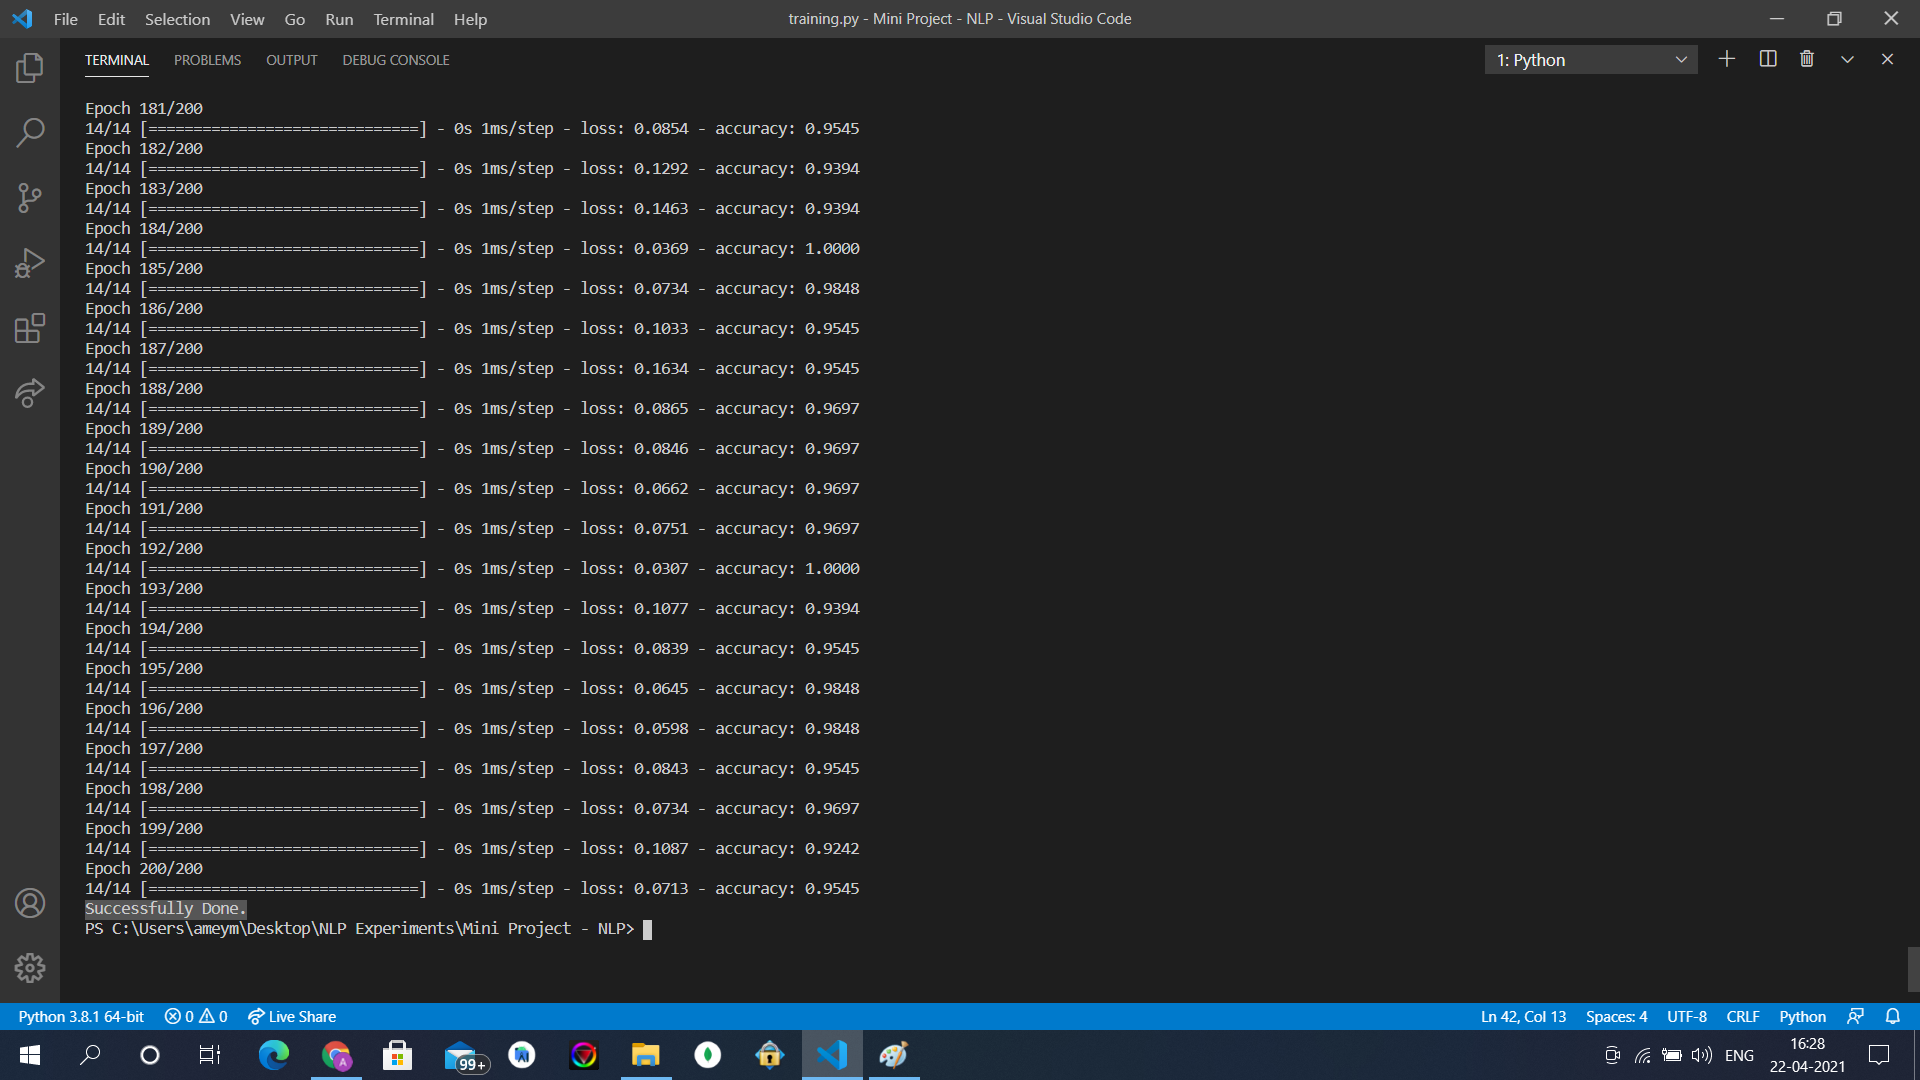 File Edit Selection View Go Run Terminal Help
training.py - Mini Project - NLP - Visual Studio Code
TERMINAL PROBLEMS OUTPUT DEBUG CONSOLE
1: Python
Epoch 181/200
14/14 [==============================] - 0s 1ms/step - loss: 0.0854 - accuracy: 0.9545
Epoch 182/200
14/14 [==============================] - 0s 1ms/step - loss: 0.1292 - accuracy: 0.9394
Epoch 183/200
14/14 [==============================] - 0s 1ms/step - loss: 0.1463 - accuracy: 0.9394
Epoch 184/200
14/14 [==============================] - 0s 1ms/step - loss: 0.0369 - accuracy: 1.0000
Epoch 185/200
14/14 [==============================] - 0s 1ms/step - loss: 0.0734 - accuracy: 0.9848
Epoch 186/200
14/14 [==============================] - 0s 1ms/step - loss: 0.1033 - accuracy: 0.9545
Epoch 187/200
14/14 [==============================] - 0s 1ms/step - loss: 0.1634 - accuracy: 0.9545
Epoch 188/200
14/14 [==============================] - 0s 1ms/step - loss: 0.0865 - accuracy: 0.9697
Epoch 189/200
14/14 [==============================] - 0s 1ms/step - loss: 0.0846 - accuracy: 0.9697
Epoch 190/200
14/14 [==============================] - 0s 1ms/step - loss: 0.0662 - accuracy: 0.9697
Epoch 191/200
14/14 [==============================] - 0s 1ms/step - loss: 0.0751 - accuracy: 0.9697
Epoch 192/200
14/14 [==============================] - 0s 1ms/step - loss: 0.0307 - accuracy: 1.0000
Epoch 193/200
14/14 [==============================] - 0s 1ms/step - loss: 0.1077 - accuracy: 0.9394
Epoch 194/200
14/14 [==============================] - 0s 1ms/step - loss: 0.0839 - accuracy: 0.9545
Epoch 195/200
14/14 [==============================] - 0s 1ms/step - loss: 0.0645 - accuracy: 0.9848
Epoch 196/200
14/14 [==============================] - 0s 1ms/step - loss: 0.0598 - accuracy: 0.9848
Epoch 197/200
14/14 [==============================] - 0s 1ms/step - loss: 0.0843 - accuracy: 0.9545
Epoch 198/200
14/14 [==============================] - 0s 1ms/step - loss: 0.0734 - accuracy: 0.9697
Epoch 199/200
14/14 [==============================] - 0s 1ms/step - loss: 0.1087 - accuracy: 0.9242
Epoch 200/200
14/14 [==============================] - 0s 1ms/step - loss: 0.0713 - accuracy: 0.9545
Successfully Done.
PS C:\Users\ameym\Desktop\NLP Experiments\Mini Project - NLP>
Python 3.8.1 64-bit 0 0 Live Share
Ln 42, Col 13 Spaces: 4 UTF-8 CRLF Python
A
99+
ENG
16:28
22-04-2021